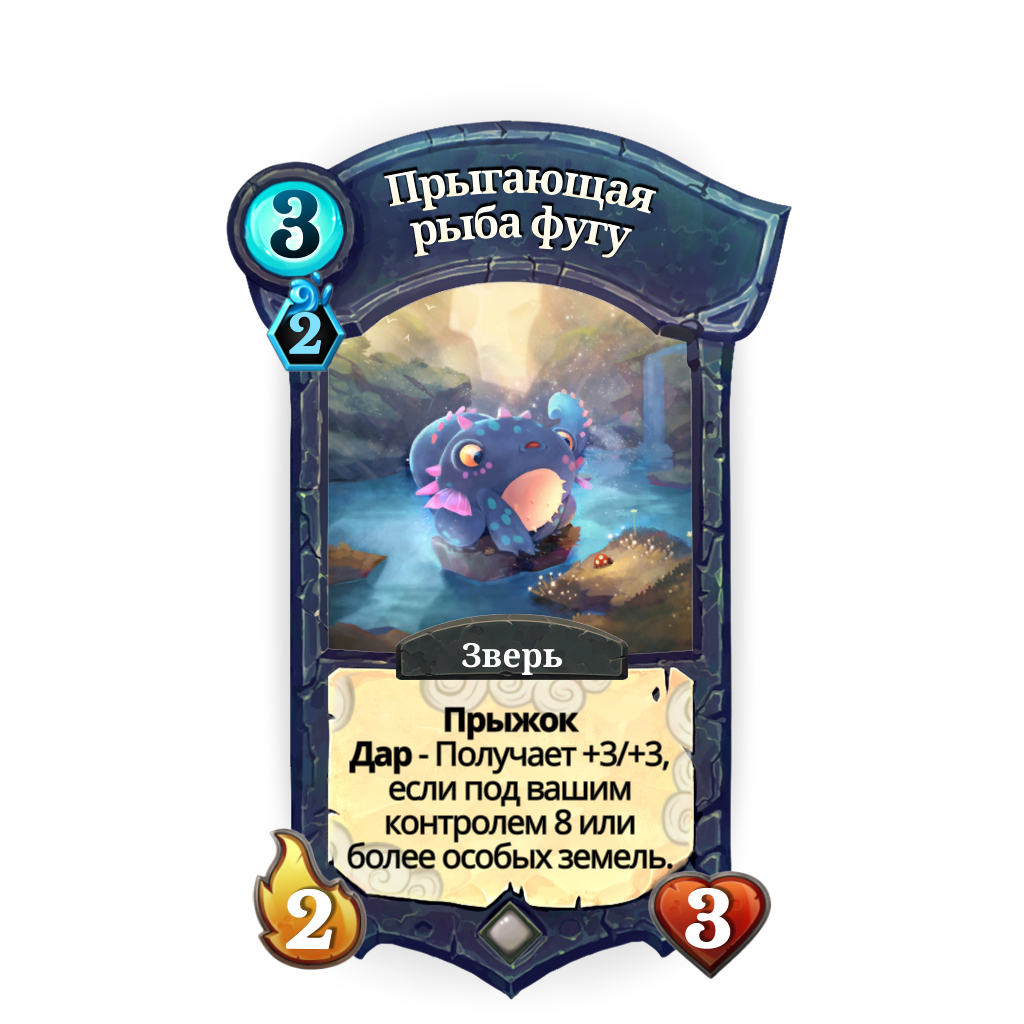 3
Прыгающая
рыба фугу
2
Зверь
Прыжок
Дар - Получает +3/+3,
если под вашим
контролем 8 или
более особых земель.
2
3